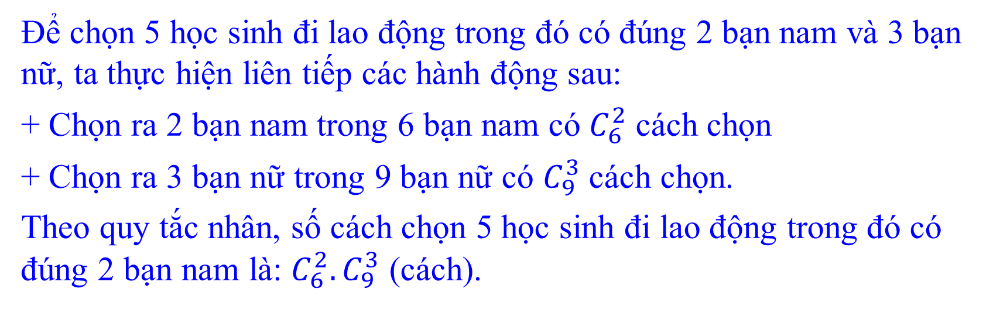 Để chọn 5 học sinh đi lao động trong đó có đúng 2 bạn nam và 3 bạn
nữ, ta thực hiện liên tiếp các hành động sau:
+ Chọn ra 2 bạn nam trong 6 bạn nam có $C_6^2$ cách chọn
+ Chọn ra 3 bạn nữ trong 9 bạn nữ có $C_9^3$ cách chọn.
Theo quy tắc nhân, số cách chọn 5 học sinh đi lao động trong đó có
đúng 2 bạn nam là: $C_6^2 . C_9^3$ (cách).